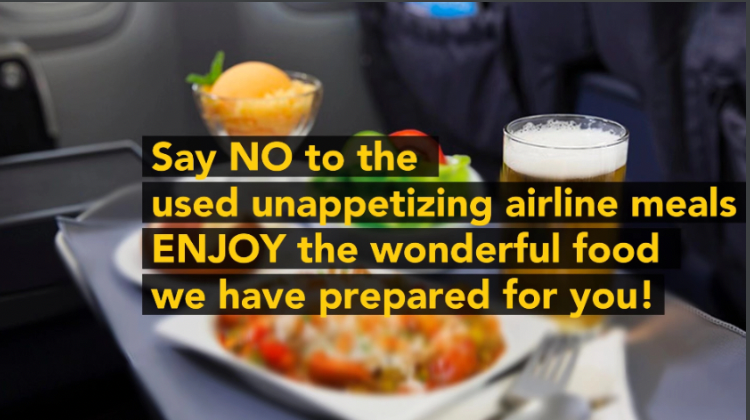 Say NO to the
used unappetizing airline meals
ENJOY the wonderful food
we have prepared for you!